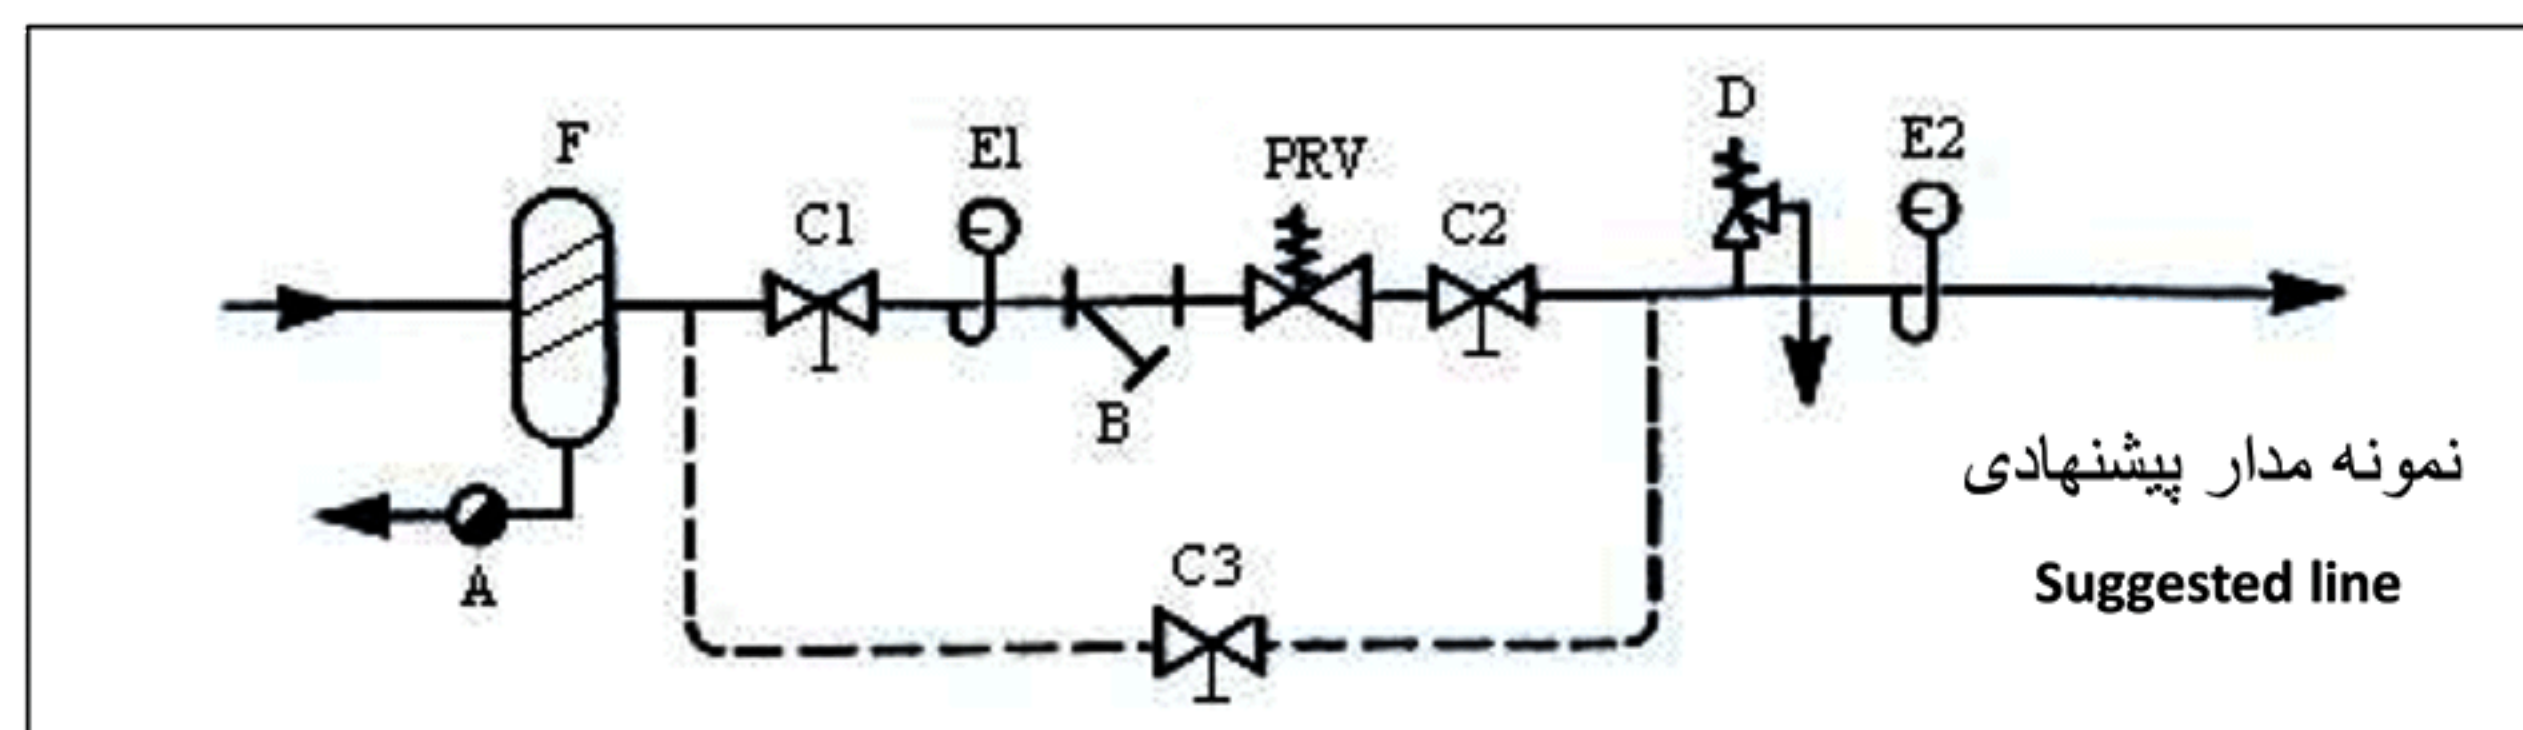 D
F
E1
PRV
E2
C1
C2
B
نمونه مدار پیشنهادی
C3
Suggested line
A